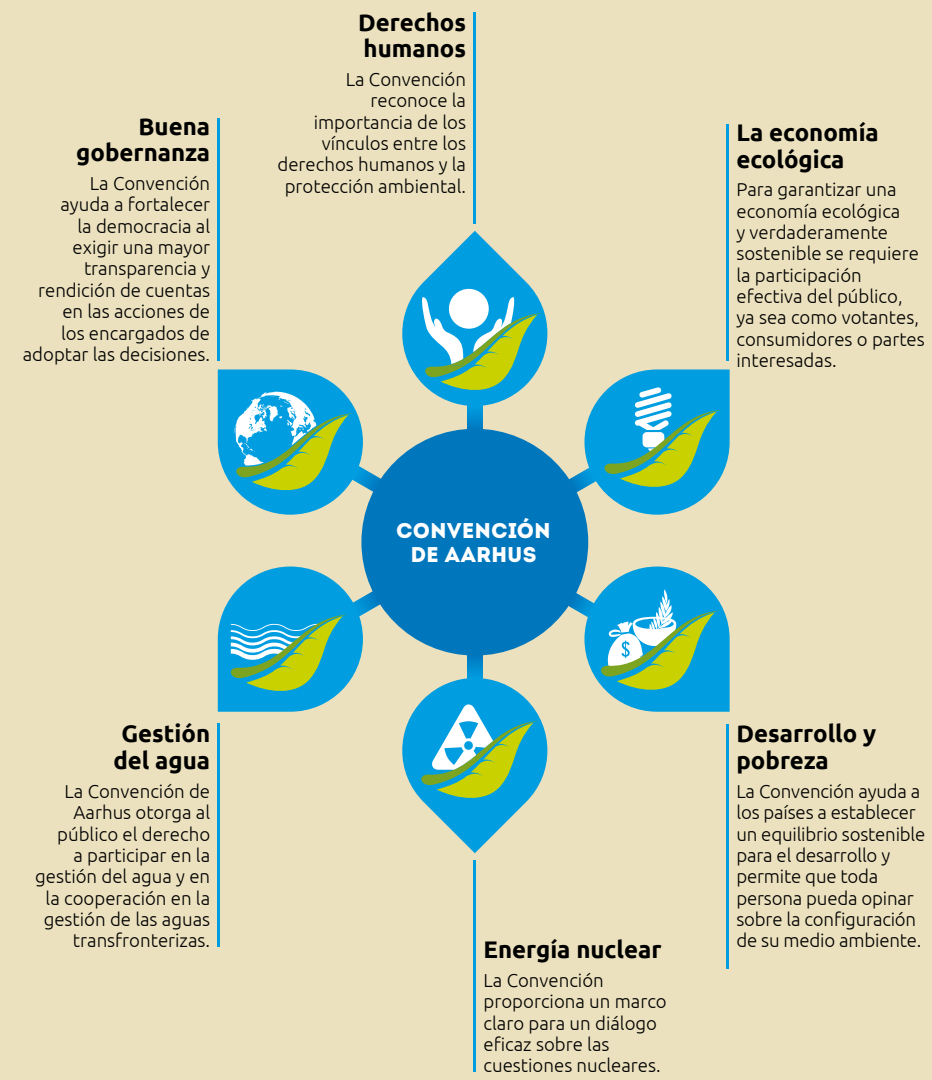 Derechos
humanos
La Convención
reconoce la
importancia de los
vínculos entre los
derechos humanos y la
protección ambiental.
Buena
gobernanza
La Convención
ayuda a fortalecer
la democracia al
exigir una mayor
transparencia y
rendición de cuentas
en las acciones de
los encargados de
adoptar las decisiones.
La economía
ecológica
Para garantizar una
economía ecológica
y verdaderamente
sostenible se requiere
la participación
efectiva del público,
ya sea como votantes,
consumidores o partes
interesadas.
CONVENCIÓN
DE AARHUS
$
Gestión
del agua
La Convención de
Aarhus otorga al
público el derecho
a participar en la
gestión del agua y en
la cooperación en la
gestión de las aguas
transfronterizas.
Desarrollo y
pobreza
La Convención ayuda a
los países a establecer
un equilibrio sostenible
para el desarrollo y
permite que toda
persona pueda opinar
sobre la configuración
de su medio ambiente.
Energía nuclear
La Convención
proporciona un marco
claro para un diálogo
eficaz sobre las
cuestiones nucleares.